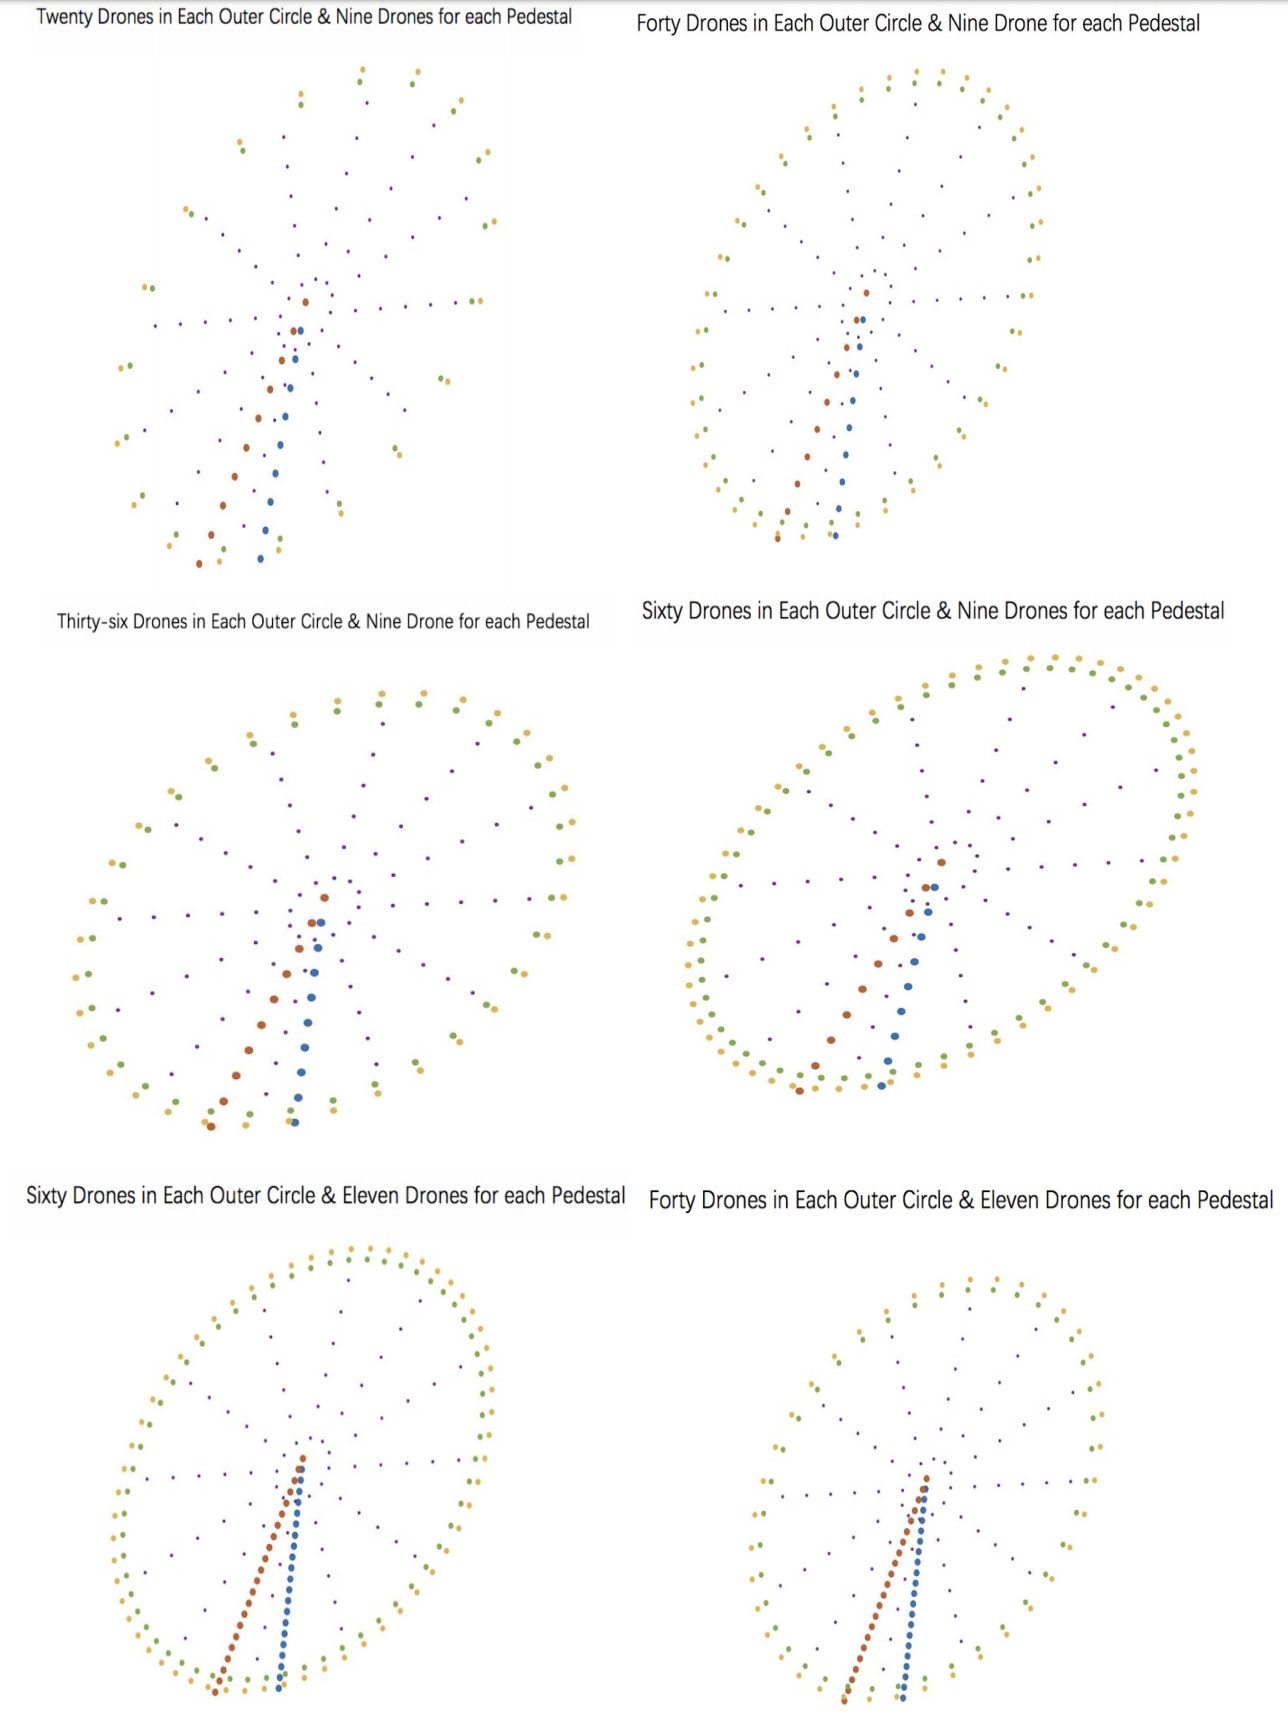 Twenty Drones in Each Outer Circle & Nine Drones for each Pedestal
Forty Drones in Each Outer Circle & Nine Drone for each Pedestal
Thirty-six Drones in Each Outer Circle & Nine Drone for each Pedestal
Sixty Drones in Each Outer Circle & Nine Drones for each Pedestal
Sixty Drones in Each Outer Circle & Eleven Drones for each Pedestal
Forty Drones in Each Outer Circle & Eleven Drones for each Pedestal